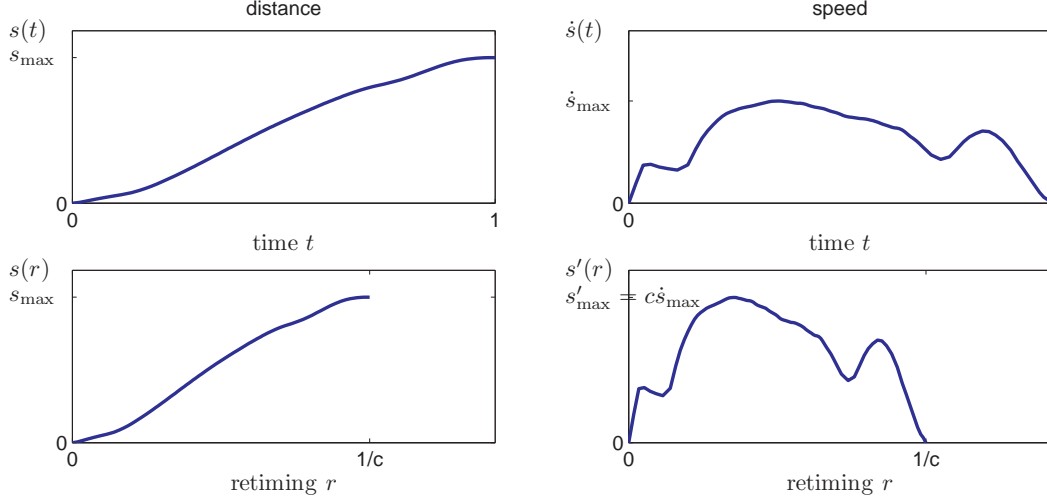 distance
s(t)
s_max
0
0
1
time t
speed
ṡ(t)
ṡ_max
0
0
time t
s(r)
s_max
0
0
1/c
retiming r
s′(r)
s′_max = cṡ_max
0
0
1/c
retiming r